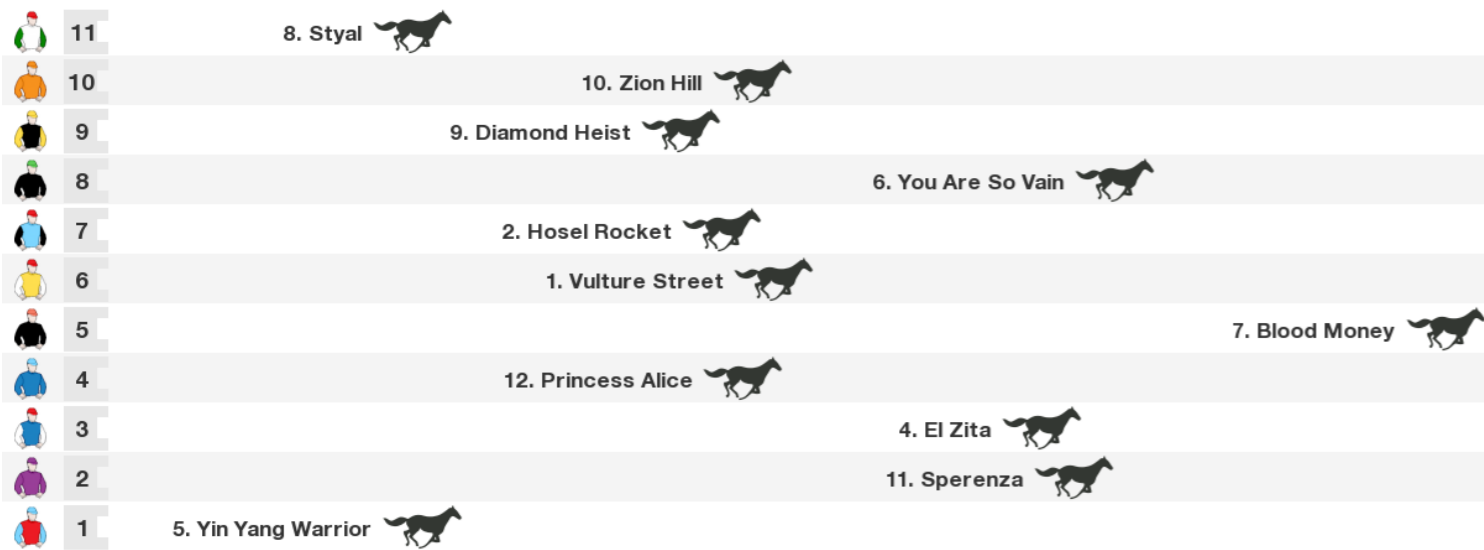 11 8. Styal
10 10. Zion Hill
9 9. Diamond Heist
8 6. You Are So Vain
7 2. Hosel Rocket
6 1. Vulture Street
5 7. Blood Money
4 12. Princess Alice
3 4. El Zita
2 11. Sperenza
1 5. Yin Yang Warrior